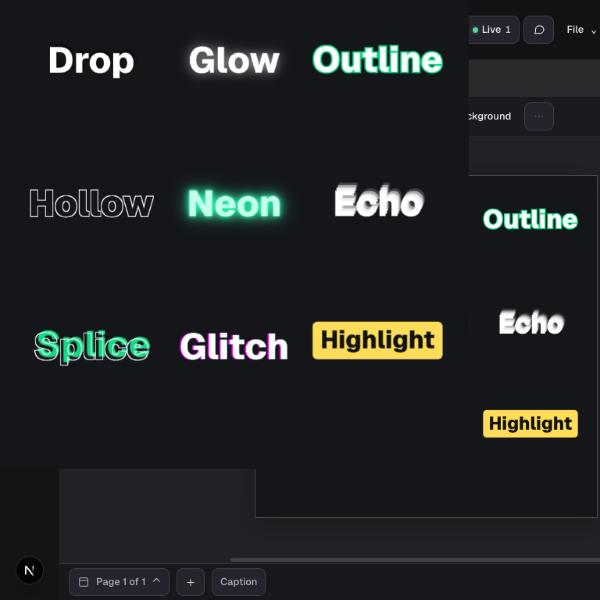 Drop Glow Outline
Live 1 File
ckground
Hollow Neon Echo
Outline
Echo
Splice Glitch Highlight
Highlight
N
Page 1 of 1 + Caption